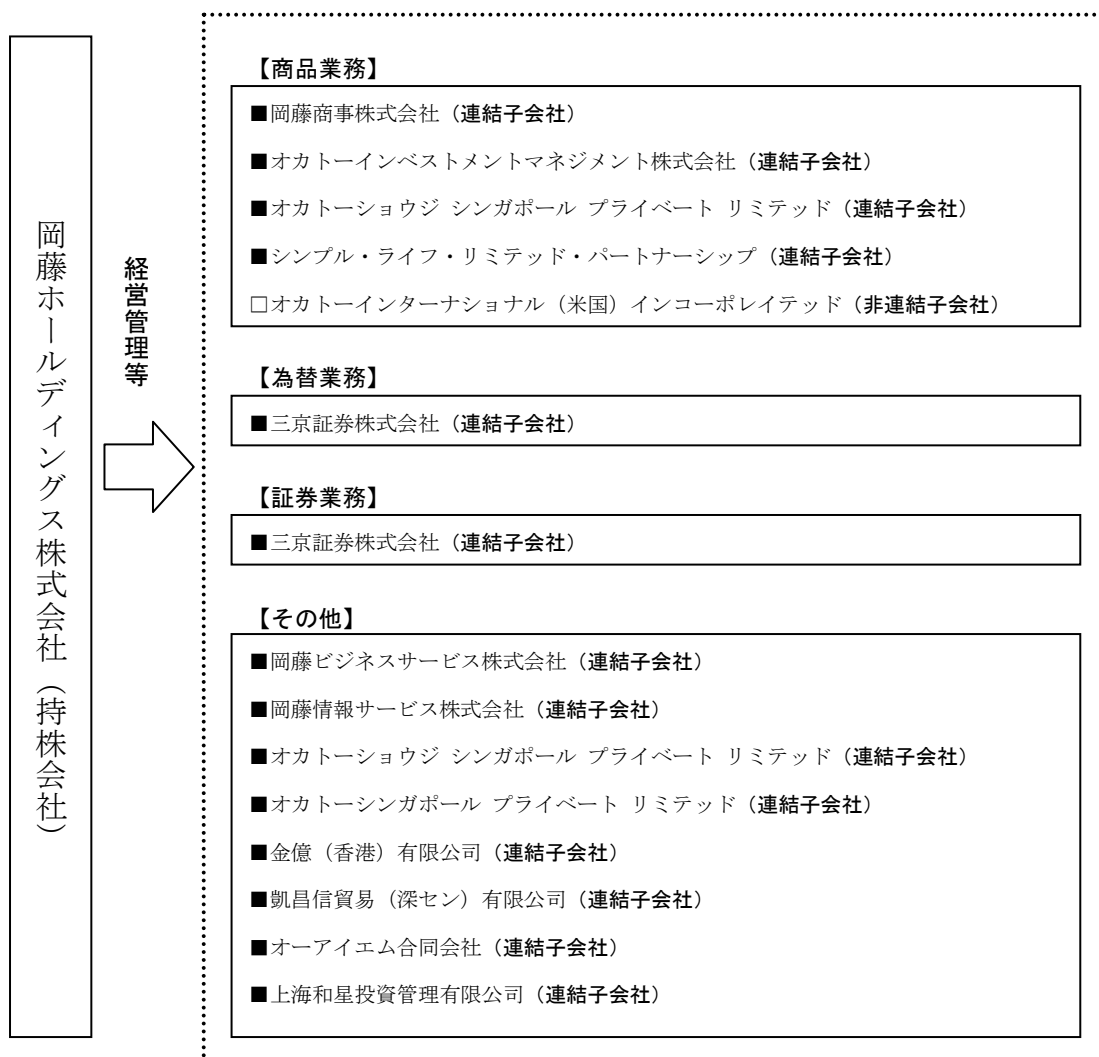 岡藤ホールディングス株式会社（持株会社）
経営管理等
【商品業務】
■岡藤商事株式会社（連結子会社）
■オカトーインベストメントマネジメント株式会社（連結子会社）
■オカトーショウジ シンガポール プライベート リミテッド（連結子会社）
■シンプル・ライフ・リミテッド・パートナーシップ（連結子会社）
□オカトーインターナショナル（米国）インコーポレイテッド（非連結子会社）
【為替業務】
■三京証券株式会社（連結子会社）
【証券業務】
■三京証券株式会社（連結子会社）
【その他】
■岡藤ビジネスサービス株式会社（連結子会社）
■岡藤情報サービス株式会社（連結子会社）
■オカトーショウジ シンガポール プライベート リミテッド（連結子会社）
■オカトーシンガポール プライベート リミテッド（連結子会社）
■金億（香港）有限公司（連結子会社）
■凱昌信貿易（深セン）有限公司（連結子会社）
■オーアイエム合同会社（連結子会社）
■上海和星投資管理有限公司（連結子会社）